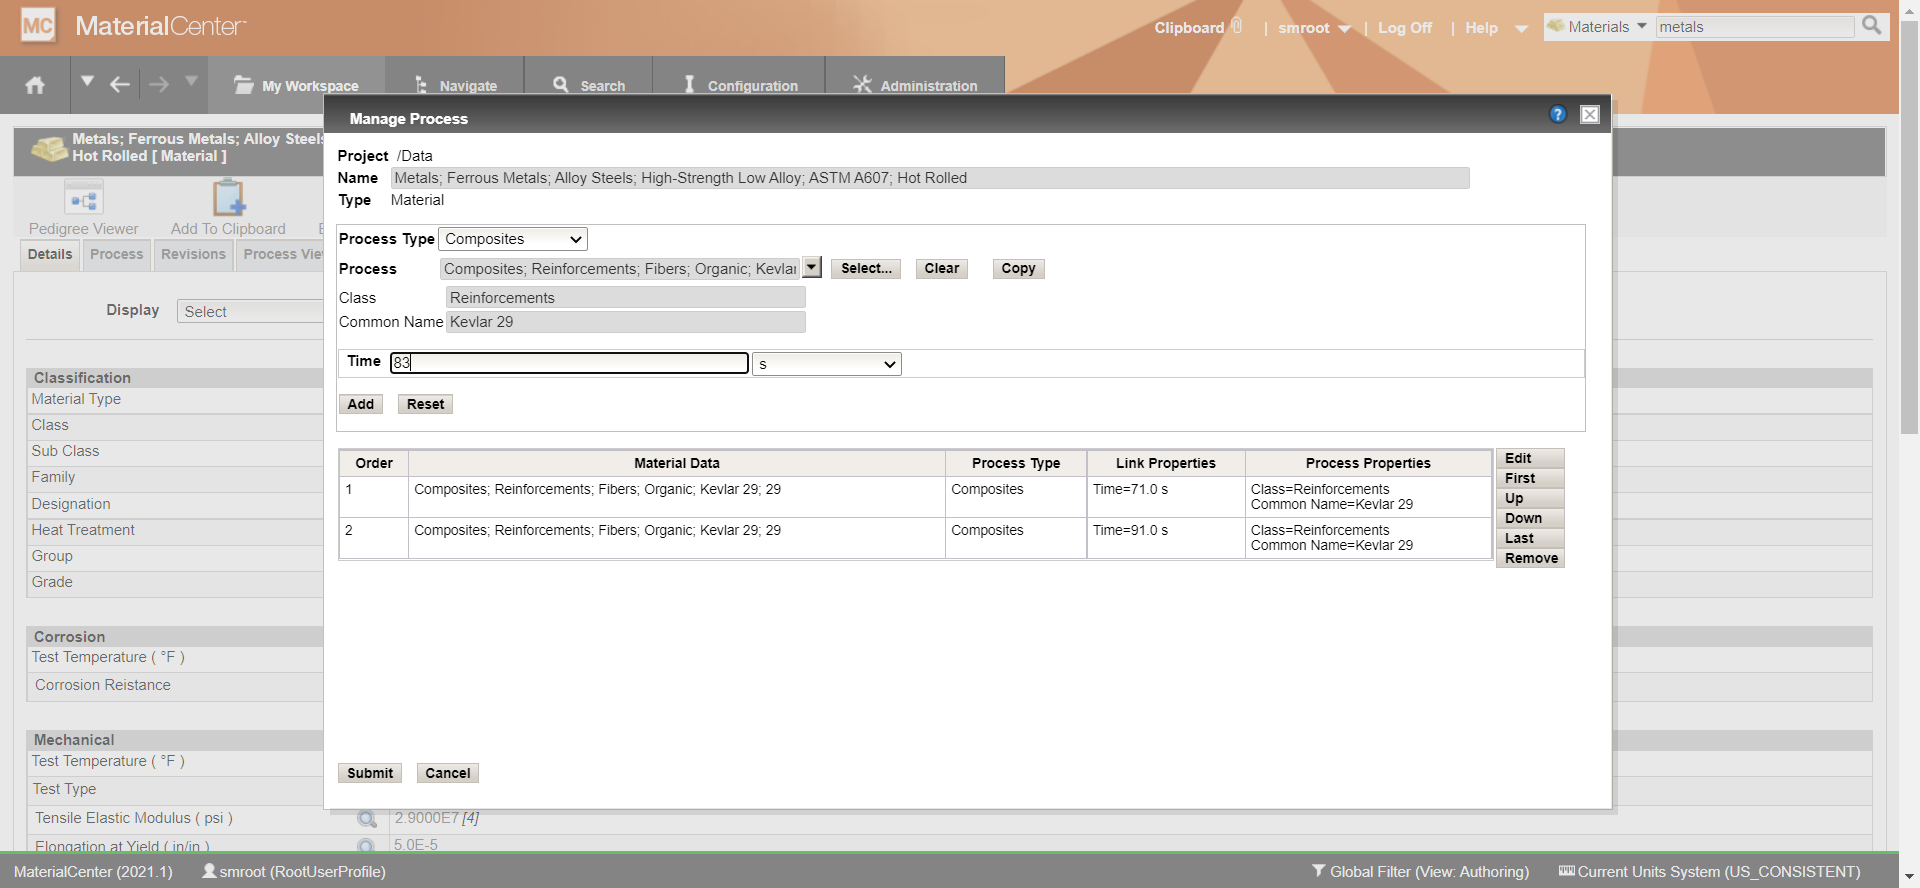 MC MaterialCenter
Clipboard | smroot | Log Off | Help
Materials metals
My Workspace Navigate Search Configuration Administration
Metals; Ferrous Metals; Alloy Steels
Hot Rolled [ Material ]
Pedigree Viewer Add To Clipboard
Details Process Revisions Process Vie
Display Select
Classification
Material Type
Class
Sub Class
Family
Designation
Heat Treatment
Group
Grade
Corrosion
Test Temperature ( °F )
Corrosion Reistance
Mechanical
Test Temperature ( °F )
Test Type
Tensile Elastic Modulus ( psi ) 2.9000E7 [4]
Elongation at Yield ( in/in ) 5.0E-5
Manage Process ?
Project /Data
Name Metals; Ferrous Metals; Alloy Steels; High-Strength Low Alloy; ASTM A607; Hot Rolled
Type Material
Process Type Composites
Process Composites; Reinforcements; Fibers; Organic; Kevlar Select... Clear Copy
Class Reinforcements
Common Name Kevlar 29
Time 83 s
Add Reset
Order Material Data Process Type Link Properties Process Properties
1 Composites; Reinforcements; Fibers; Organic; Kevlar 29; 29 Composites Time=71.0 s Class=Reinforcements
Common Name=Kevlar 29
2 Composites; Reinforcements; Fibers; Organic; Kevlar 29; 29 Composites Time=91.0 s Class=Reinforcements
Common Name=Kevlar 29
Edit
First
Up
Down
Last
Remove
Submit Cancel
MaterialCenter (2021.1) smroot (RootUserProfile) Global Filter (View: Authoring) Current Units System (US_CONSISTENT)